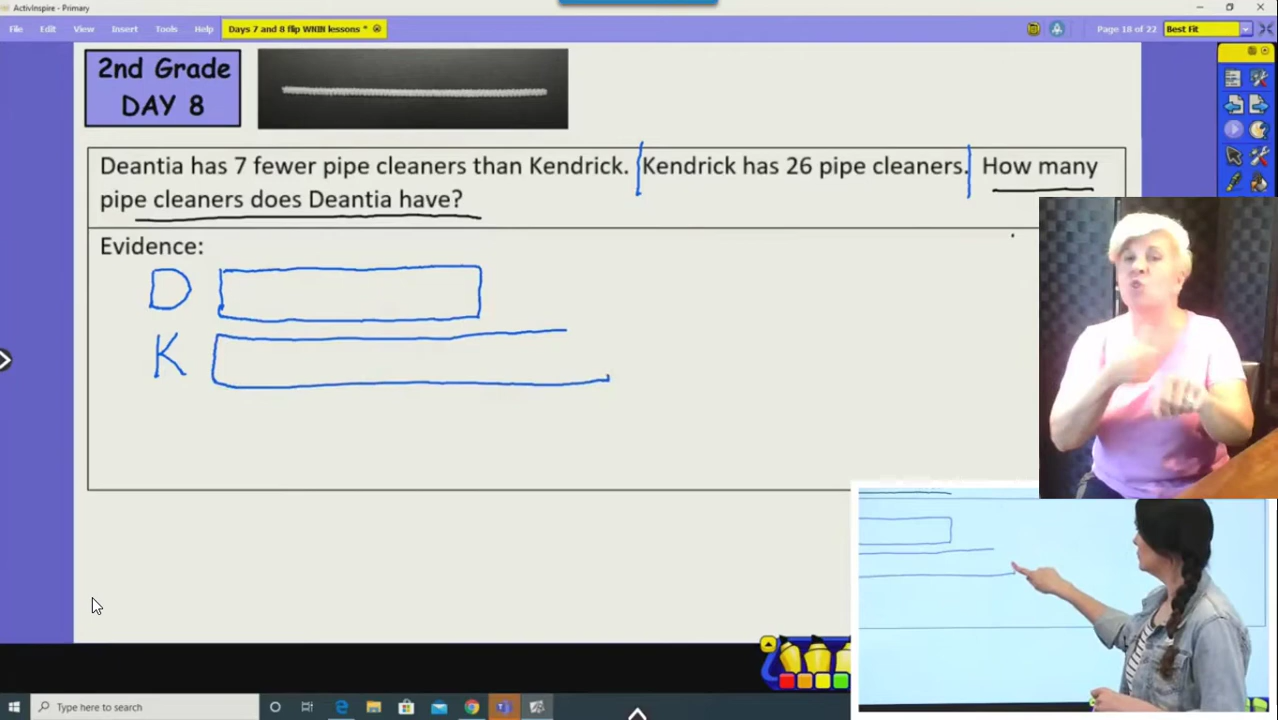 ActivInspire - Primary
File Edit View Insert Tools Help Days 7 and 8 flip WNIN lessons * Page 18 of 22 Best Fit
2nd Grade
DAY 8
Deantia has 7 fewer pipe cleaners than Kendrick. Kendrick has 26 pipe cleaners. How many
pipe cleaners does Deantia have?
Evidence:
D
K
Type here to search